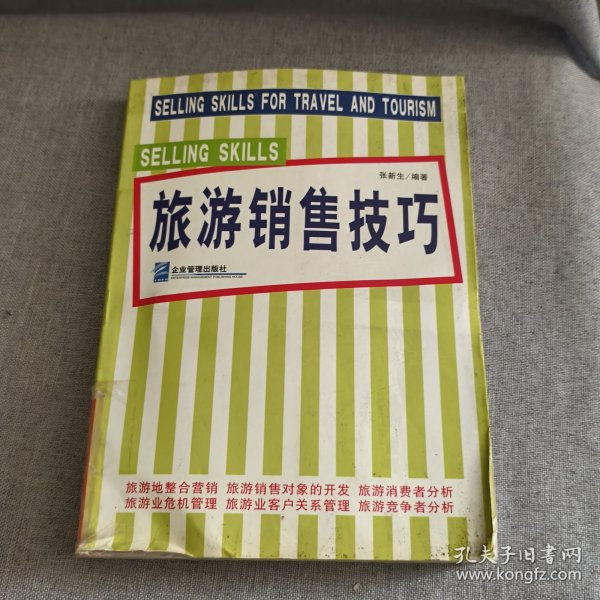 SELLING SKILLS FOR TRAVEL AND TOURISM
SELLING SKILLS
张新生/编著
旅游销售技巧
企业管理出版社
ENTERPRISE MANAGEMENT PUBLISHING HOUSE
旅游地整合营销 旅游销售对象的开发 旅游消费者分析
旅游业危机管理 旅游业客户关系管理 旅游竞争者分析
孔夫子旧书网
www.kongfz.com